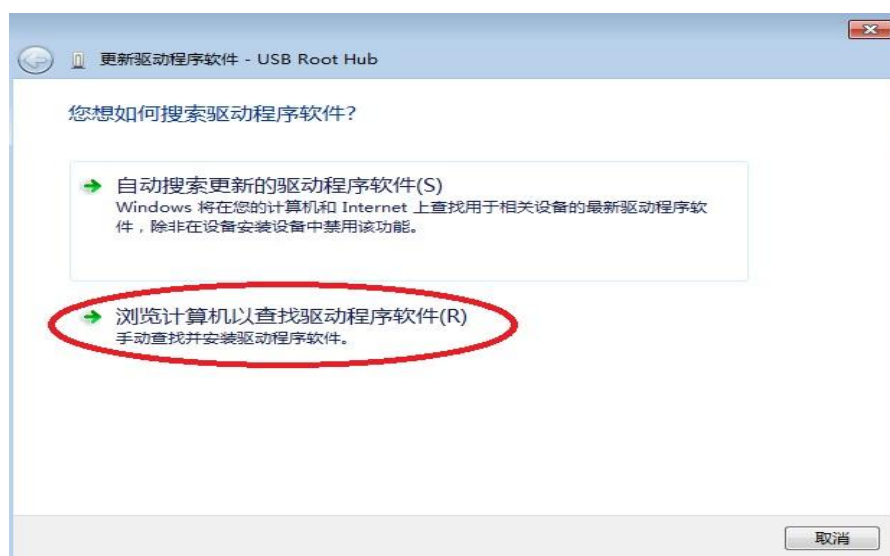 更新驱动程序软件 - USB Root Hub
您想如何搜索驱动程序软件?
自动搜索更新的驱动程序软件(S)
Windows 将在您的计算机和 Internet 上查找用于相关设备的最新驱动程序软
件，除非在设备安装设备中禁用该功能。
浏览计算机以查找驱动程序软件(R)
手动查找并安装驱动程序软件。
取消